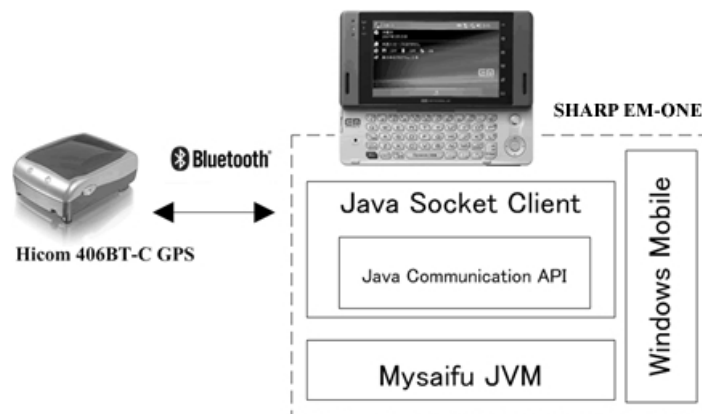 SHARP EM-ONE
Bluetooth®
Hicom 406BT-C GPS
Java Socket Client
Java Communication API
Mysaifu JVM
Windows Mobile